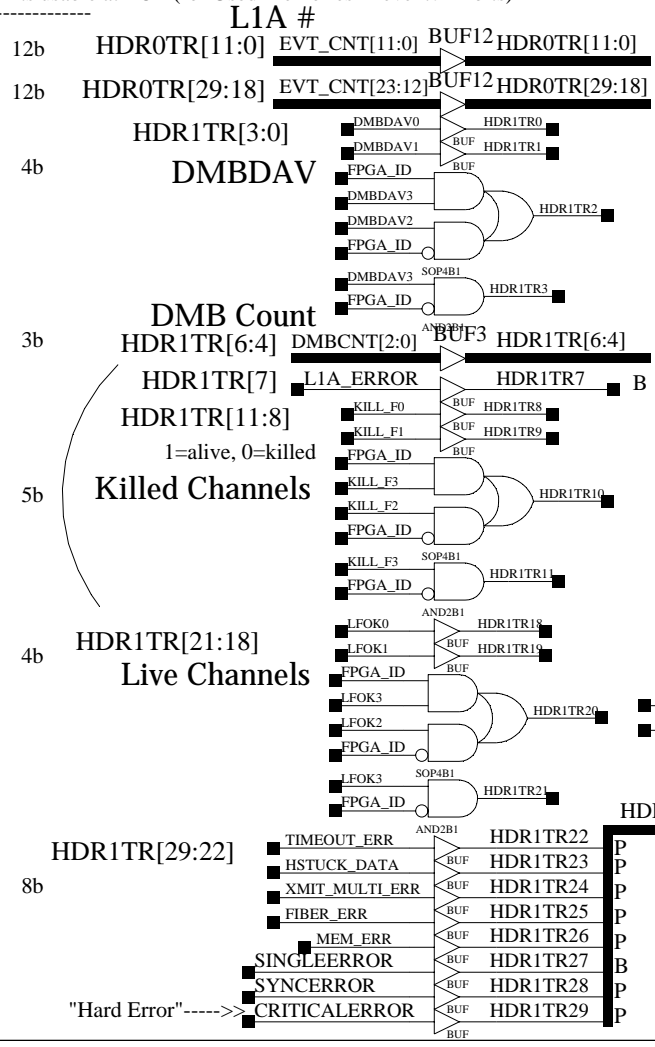 L1A #
12b HDR0TR[11:0] EVT_CNT[11:0] BUF12 HDR0TR[11:0]
12b HDR0TR[29:18] EVT_CNT[23:12] BUF12 HDR0TR[29:18]
HDR1TR[3:0] DMBDAV0 HDR1TR0
DMBDAV1 BUF HDR1TR1
4b DMBDAV FPGA_ID BUF
DMBDAV3 HDR1TR2
DMBDAV2
FPGA_ID
DMBDAV3 SOP4B1 HDR1TR3
FPGA_ID
DMB Count AND2B1
3b HDR1TR[6:4] DMBCNT[2:0] BUF3 HDR1TR[6:4]
HDR1TR[7] L1A_ERROR HDR1TR7 B
HDR1TR[11:8] KILL_F0 BUF HDR1TR8
KILL_F1 BUF HDR1TR9
1=alive, 0=killed FPGA_ID BUF
5b Killed Channels KILL_F3 HDR1TR10
KILL_F2
FPGA_ID
KILL_F3 SOP4B1 HDR1TR11
FPGA_ID
AND2B1
LFOK0 HDR1TR18
4b HDR1TR[21:18] LFOK1 BUF HDR1TR19
Live Channels FPGA_ID BUF
LFOK3 HDR1TR20
LFOK2
FPGA_ID
LFOK3 SOP4B1 HDR1TR21
FPGA_ID
AND2B1
HDR1TR[29:22] TIMEOUT_ERR HDR1TR22 P
HSTUCK_DATA BUF HDR1TR23 P
8b XMIT_MULTI_ERR BUF HDR1TR24 P
FIBER_ERR BUF HDR1TR25 P
MEM_ERR BUF HDR1TR26 P
SINGLEERROR BUF HDR1TR27 B
SYNCERROR BUF HDR1TR28 P
"Hard Error"----->> CRITICALERROR BUF HDR1TR29 P
BUF